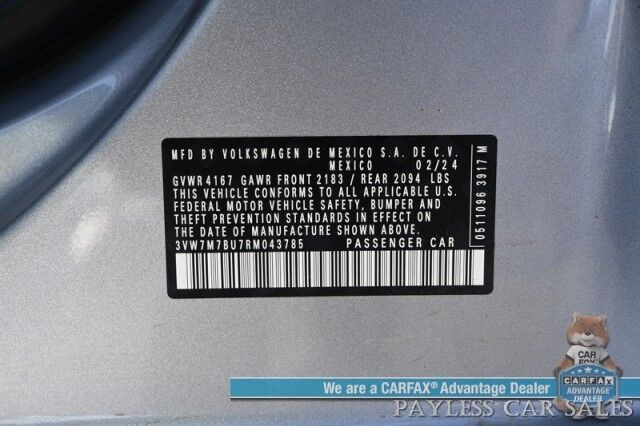 MFD BY VOLKSWAGEN DE MEXICO S.A. DE C.V.
MEXICO 02/24
GVWR 4167 GAWR FRONT 2183 / REAR 2094 LBS
THIS VEHICLE CONFORMS TO ALL APPLICABLE U.S.
FEDERAL MOTOR VEHICLE SAFETY, BUMPER AND
THEFT PREVENTION STANDARDS IN EFFECT ON
THE DATE OF MANUFACTURE SHOWN ABOVE.
3VW7M7BU7RM043785 PASSENGER CAR
0511096 3917 M
CAR
FOX
We are a CARFAX® Advantage Dealer
CARFAX
ADVANTAGE
DEALER
PAYLESS CAR SALES